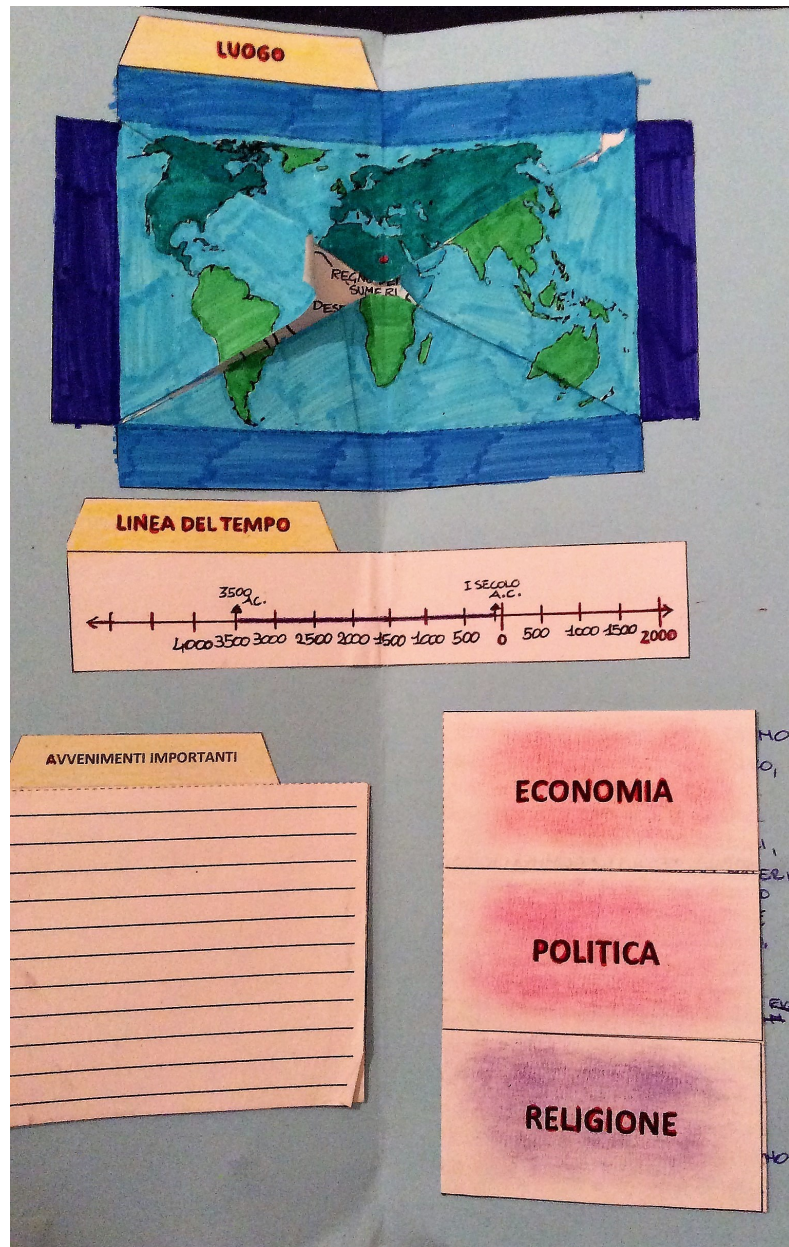 LUOGO
REGNO DEI
SUMERI
LINEA DEL TEMPO
3500 A.C.
I SECOLO A.C.
4000 3500 3000 2500 2000 1500 1000 500 0 500 1000 1500 2000
AVVENIMENTI IMPORTANTI
ECONOMIA
POLITICA
RELIGIONE